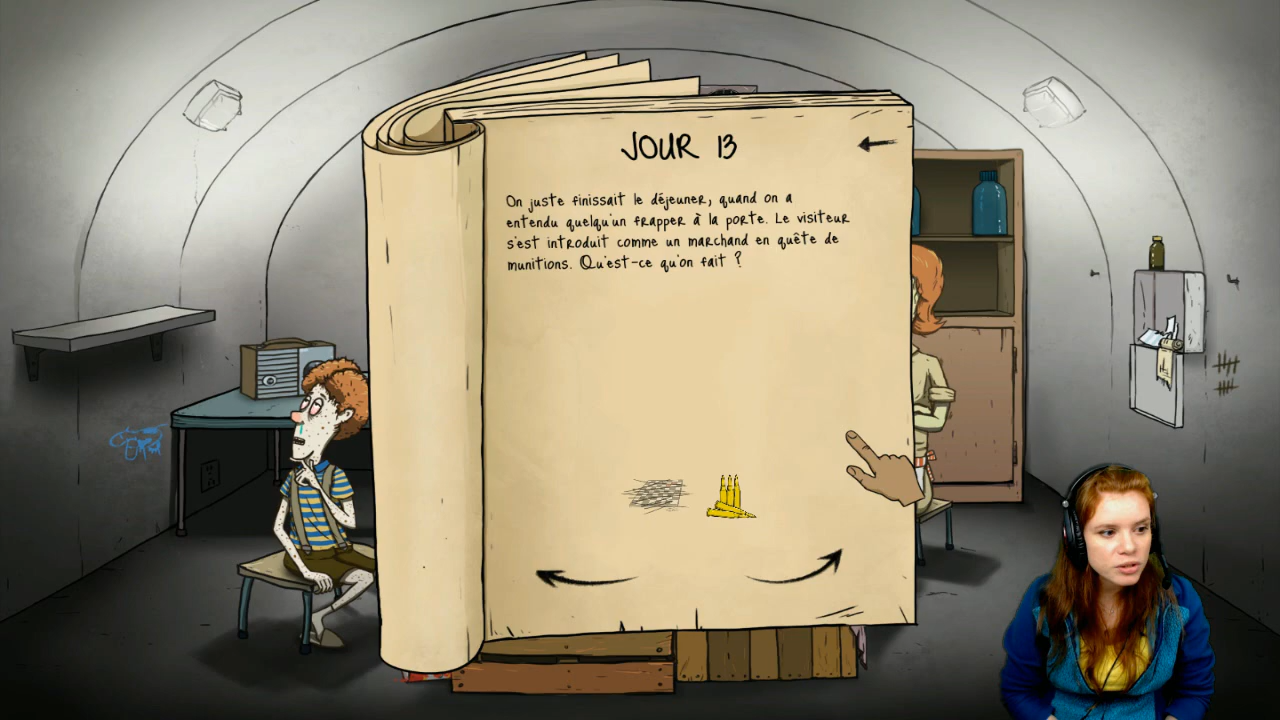 JOUR 13
On juste finissait le déjeuner, quand on a
entendu quelqu'un frapper à la porte. Le visiteur
s'est introduit comme un marchand en quête de
munitions. Qu'est-ce qu'on fait ?